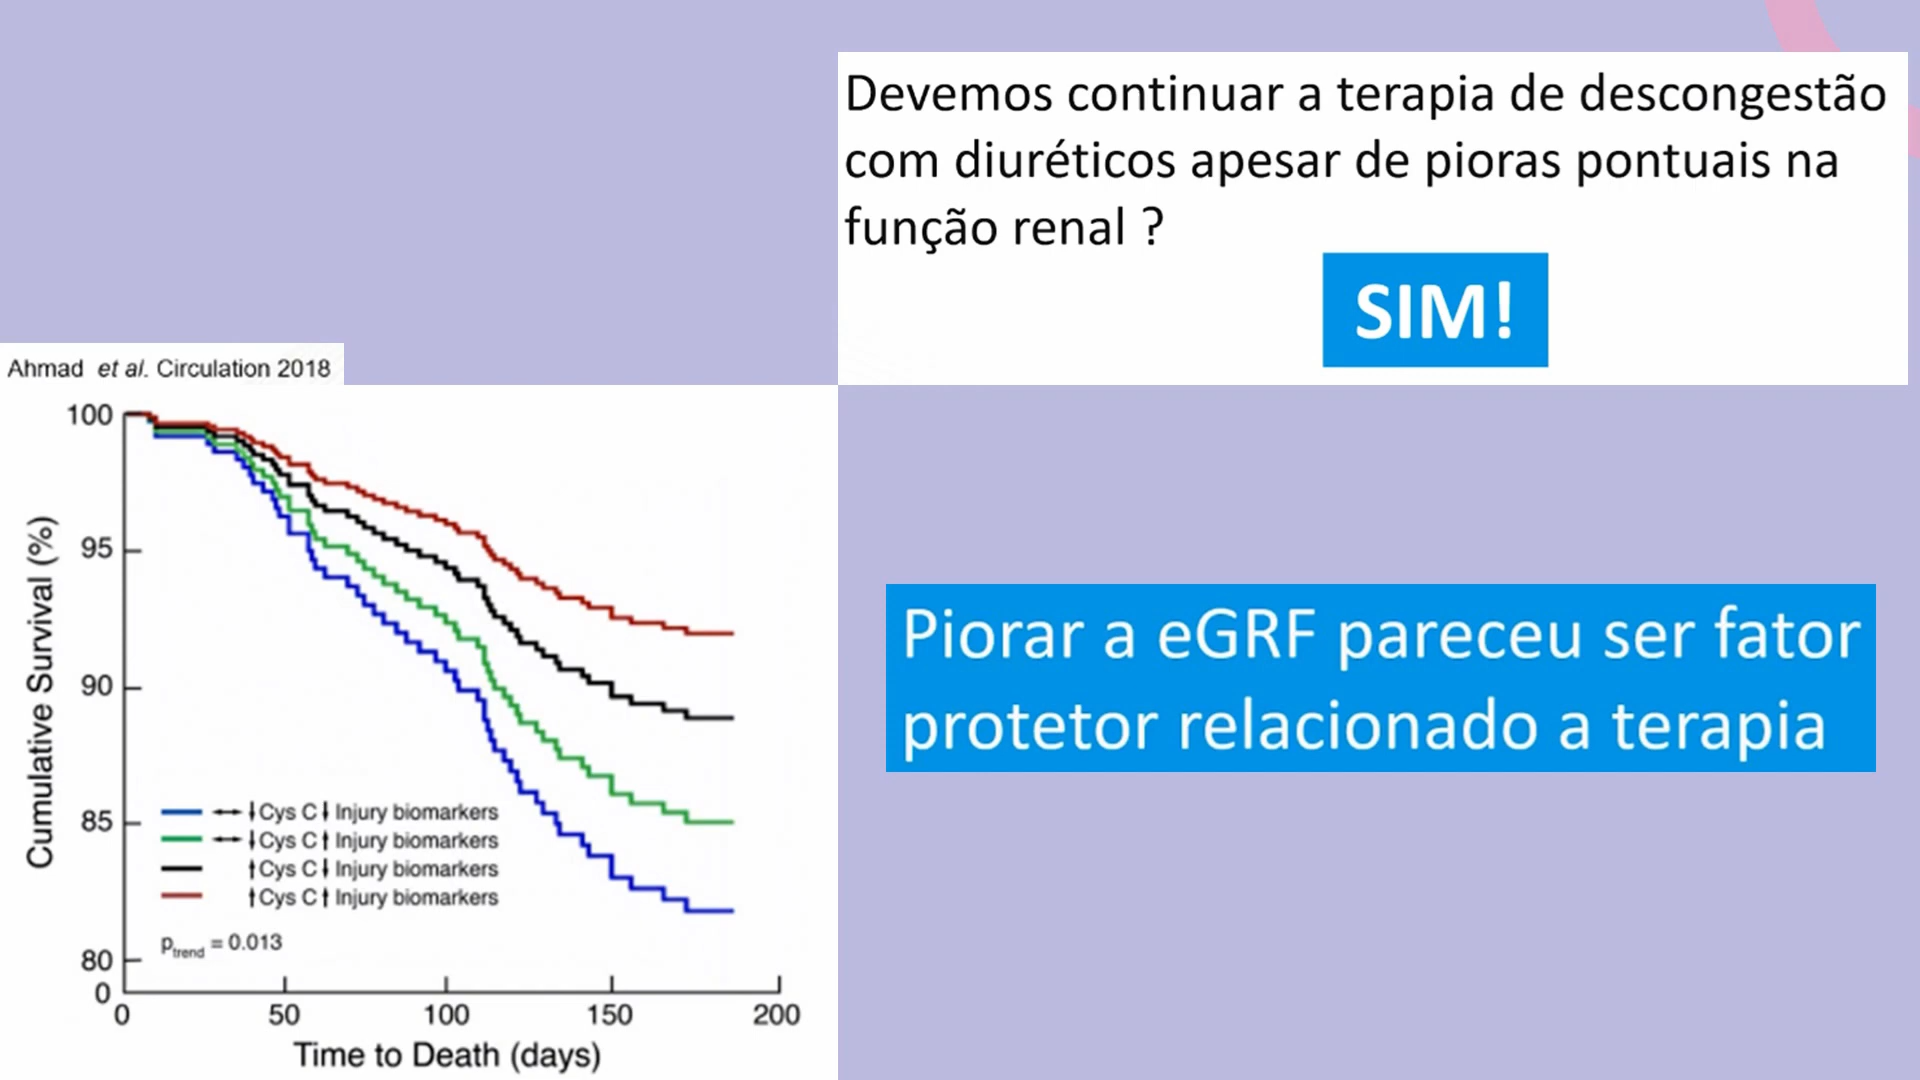 Devemos continuar a terapia de descongestão
com diuréticos apesar de pioras pontuais na
função renal ?
SIM!
Ahmad et al. Circulation 2018
100
95
90
85
80
0
Cumulative Survival (%)
↔↓Cys C↓ Injury biomarkers
↔↓Cys C↑ Injury biomarkers
↑Cys C↓ Injury biomarkers
↑Cys C↑ Injury biomarkers
ptrend = 0.013
0 50 100 150 200
Time to Death (days)
Piorar a eGRF pareceu ser fator
protetor relacionado a terapia